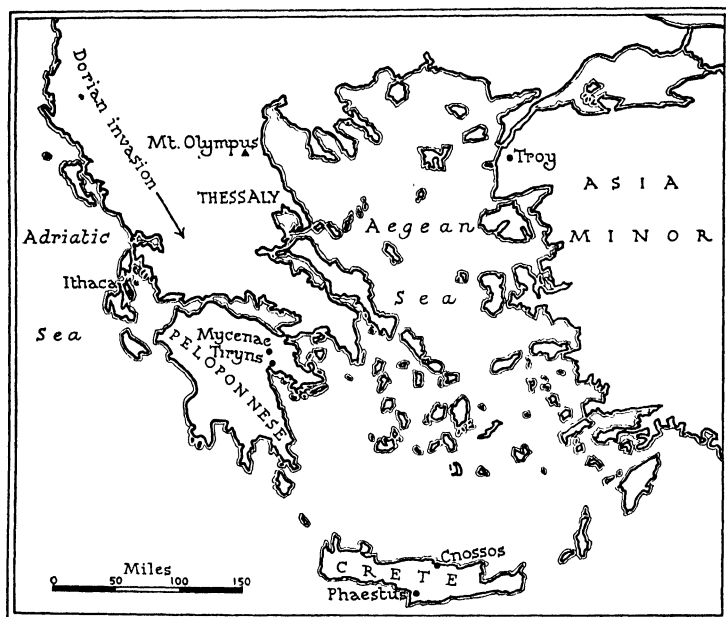 Dorian invasion
Mt. Olympus
Troy
THESSALY
ASIA
MINOR
Adriatic
Sea
Aegean
Sea
Ithaca
Mycenae
Tiryns
PELOPONNESE
Cnossos
CRETE
Phaestus
Miles
0 50 100 150